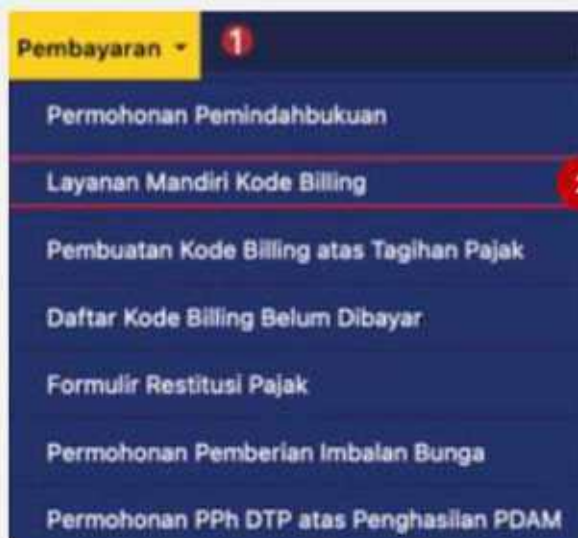 Pembayaran 1
Permohonan Pemindahbukuan
Layanan Mandiri Kode Billing
Pembuatan Kode Billing atas Tagihan Pajak
Daftar Kode Billing Belum Dibayar
Formulir Restitusi Pajak
Permohonan Pemberian Imbalan Bunga
Permohonan PPh DTP atas Penghasilan PDAM